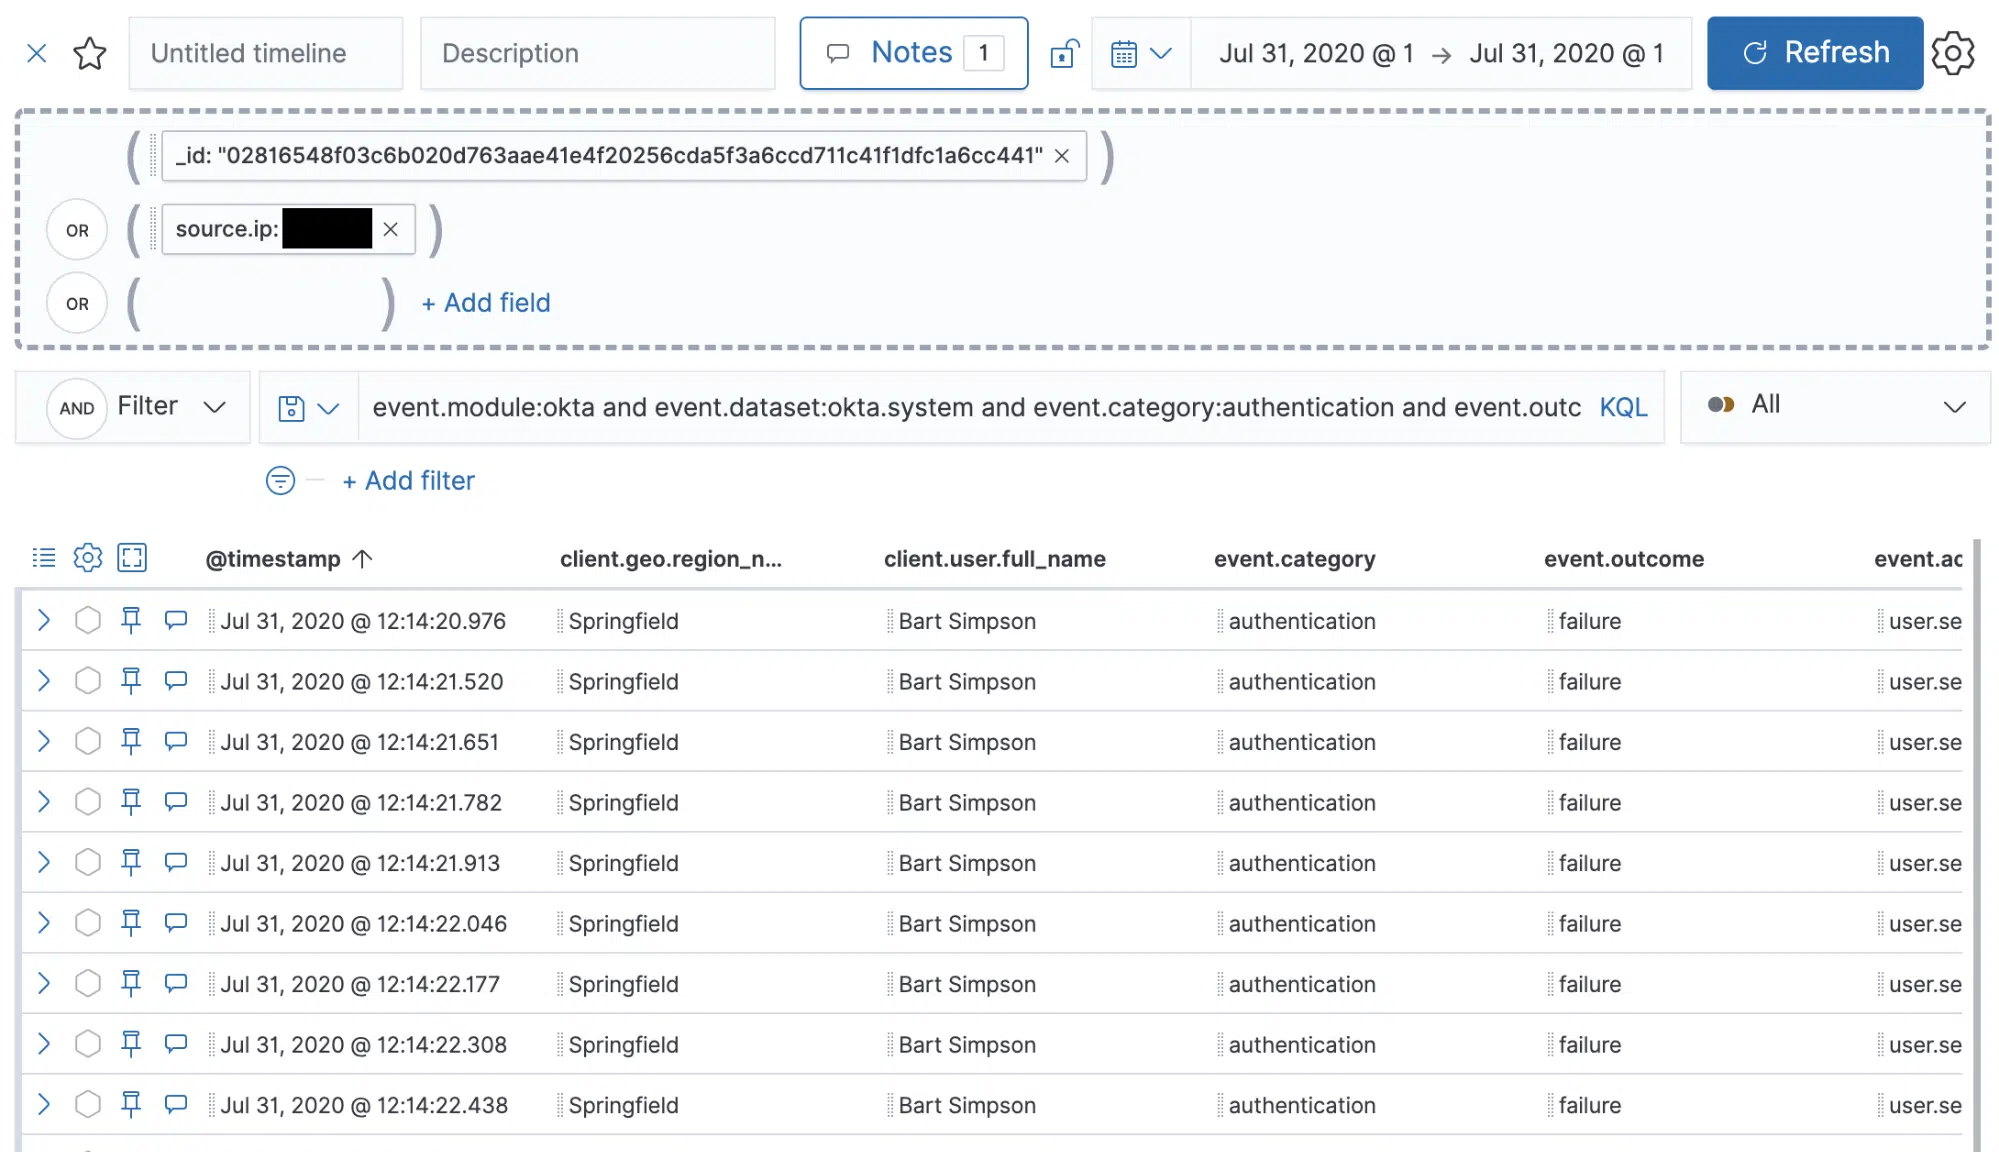 Untitled timeline Description Notes 1 Jul 31, 2020 @ 1 → Jul 31, 2020 @ 1 Refresh
( _id: "02816548f03c6b020d763aae41e4f20256cda5f3a6ccd711c41f1dfc1a6cc441" × )
OR ( source.ip: × )
OR ( ) + Add field
AND Filter event.module:okta and event.dataset:okta.system and event.category:authentication and event.outc KQL All
+ Add filter
@timestamp ↑ client.geo.region_n... client.user.full_name event.category event.outcome event.ac
Jul 31, 2020 @ 12:14:20.976 Springfield Bart Simpson authentication failure user.se
Jul 31, 2020 @ 12:14:21.520 Springfield Bart Simpson authentication failure user.se
Jul 31, 2020 @ 12:14:21.651 Springfield Bart Simpson authentication failure user.se
Jul 31, 2020 @ 12:14:21.782 Springfield Bart Simpson authentication failure user.se
Jul 31, 2020 @ 12:14:21.913 Springfield Bart Simpson authentication failure user.se
Jul 31, 2020 @ 12:14:22.046 Springfield Bart Simpson authentication failure user.se
Jul 31, 2020 @ 12:14:22.177 Springfield Bart Simpson authentication failure user.se
Jul 31, 2020 @ 12:14:22.308 Springfield Bart Simpson authentication failure user.se
Jul 31, 2020 @ 12:14:22.438 Springfield Bart Simpson authentication failure user.se